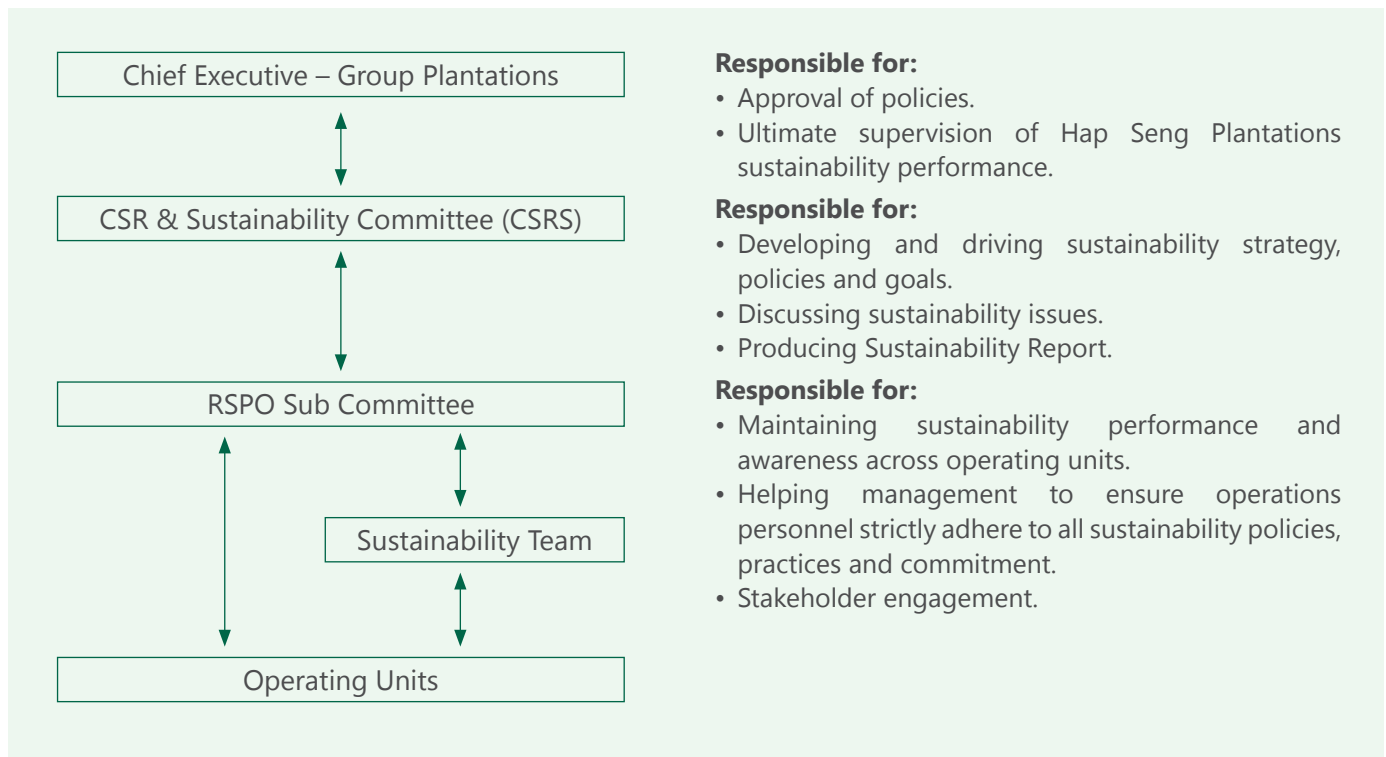 Chief Executive – Group Plantations
CSR & Sustainability Committee (CSRS)
RSPO Sub Committee
Sustainability Team
Operating Units
Responsible for:
• Approval of policies.
• Ultimate supervision of Hap Seng Plantations
sustainability performance.
Responsible for:
• Developing and driving sustainability strategy,
policies and goals.
• Discussing sustainability issues.
• Producing Sustainability Report.
Responsible for:
• Maintaining sustainability performance and
awareness across operating units.
• Helping management to ensure operations
personnel strictly adhere to all sustainability policies,
practices and commitment.
• Stakeholder engagement.